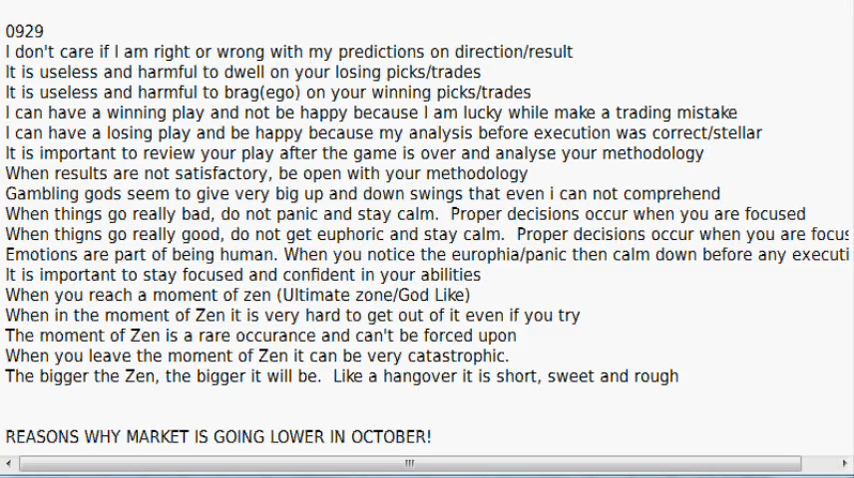 0929
I don't care if I am right or wrong with my predictions on direction/result
It is useless and harmful to dwell on your losing picks/trades
It is useless and harmful to brag(ego) on your winning picks/trades
I can have a winning play and not be happy because I am lucky while make a trading mistake
I can have a losing play and be happy because my analysis before execution was correct/stellar
It is important to review your play after the game is over and analyse your methodology
When results are not satisfactory, be open with your methodology
Gambling gods seem to give very big up and down swings that even i can not comprehend
When things go really bad, do not panic and stay calm.  Proper decisions occur when you are focused
When thigns go really good, do not get euphoric and stay calm.  Proper decisions occur when you are focus
Emotions are part of being human. When you notice the europhia/panic then calm down before any executi
It is important to stay focused and confident in your abilities
When you reach a moment of zen (Ultimate zone/God Like)
When in the moment of Zen it is very hard to get out of it even if you try
The moment of Zen is a rare occurance and can't be forced upon
When you leave the moment of Zen it can be very catastrophic.
The bigger the Zen, the bigger it will be.  Like a hangover it is short, sweet and rough
REASONS WHY MARKET IS GOING LOWER IN OCTOBER!